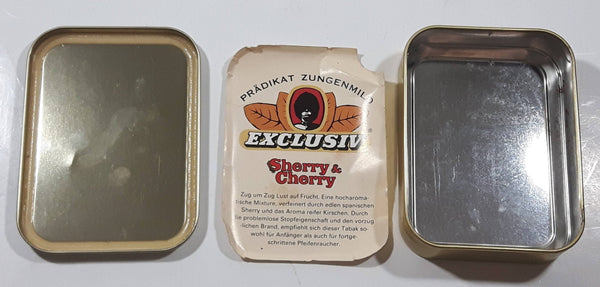 PRÄDIKAT ZUNGENMILD
EXCLUSIV®
Sherry &
Cherry
Zug um Zug Lust auf Frucht. Eine hocharoma-
tische Mixture, verfeinert durch edlen spanischen
Sherry und das Aroma reifer Kirschen. Durch
die problemlose Stopfeigenschaft und den vorzüg-
-lichen Brand, empfiehlt sich dieser Tabak so-
wohl für Anfänger als auch für fortge-
schrittene Pfeifenraucher.